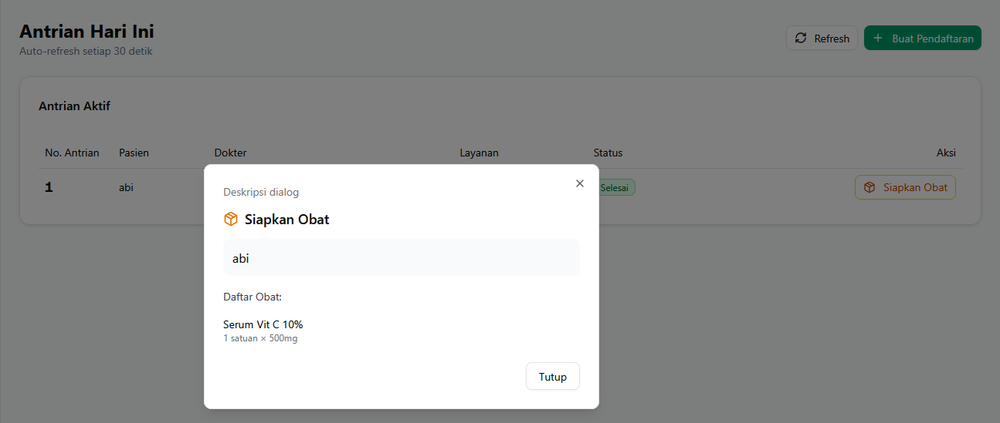 Antrian Hari Ini
Auto-refresh setiap 30 detik
Refresh
Buat Pendaftaran
Antrian Aktif
No. Antrian Pasien Dokter Layanan Status Aksi
1 abi Selesai Siapkan Obat
Deskripsi dialog
Siapkan Obat
abi
Daftar Obat:
Serum Vit C 10%
1 satuan × 500mg
Tutup